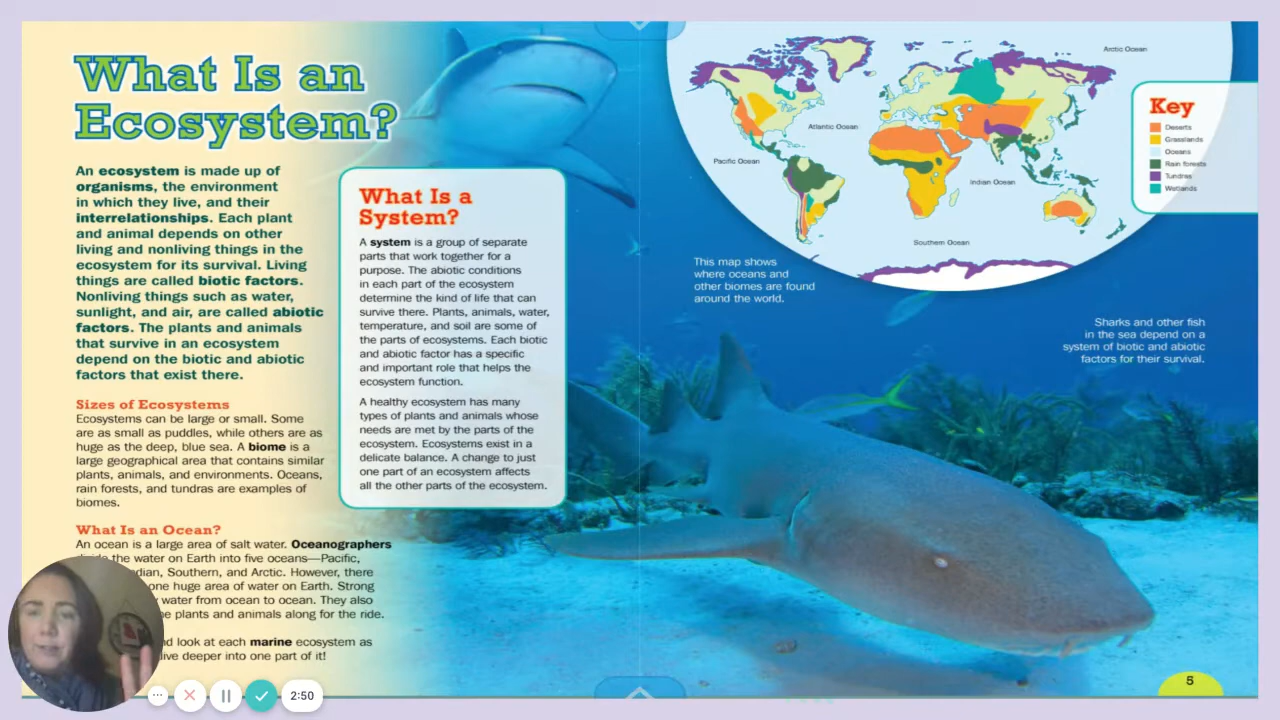 What Is an
Ecosystem?
An ecosystem is made up of
organisms, the environment
in which they live, and their
interrelationships. Each plant
and animal depends on other
living and nonliving things in the
ecosystem for its survival. Living
things are called biotic factors.
Nonliving things such as water,
sunlight, and air, are called abiotic
factors. The plants and animals
that survive in an ecosystem
depend on the biotic and abiotic
factors that exist there.
Sizes of Ecosystems
Ecosystems can be large or small. Some
are as small as puddles, while others are as
huge as the deep, blue sea. A biome is a
large geographical area that contains similar
plants, animals, and environments. Oceans,
rain forests, and tundras are examples of
biomes.
What Is an Ocean?
An ocean is a large area of salt water. Oceanographers
the water on Earth into five oceans—Pacific,
Southern, and Arctic. However, there
one huge area of water on Earth. Strong
water from ocean to ocean. They also
plants and animals along for the ride.
look at each marine ecosystem as
deeper into one part of it!
What Is a
System?
A system is a group of separate
parts that work together for a
purpose. The abiotic conditions
in each part of the ecosystem
determine the kind of life that can
survive there. Plants, animals, water,
temperature, and soil are some of
the parts of ecosystems. Each biotic
and abiotic factor has a specific
and important role that helps the
ecosystem function.
A healthy ecosystem has many
types of plants and animals whose
needs are met by the parts of the
ecosystem. Ecosystems exist in a
delicate balance. A change to just
one part of an ecosystem affects
all the other parts of the ecosystem.
Arctic Ocean
Atlantic Ocean
Pacific Ocean
Indian Ocean
Southern Ocean
Key
Deserts
Grasslands
Oceans
Rain forests
Tundras
Wetlands
This map shows
where oceans and
other biomes are found
around the world.
Sharks and other fish
in the sea depend on a
system of biotic and abiotic
factors for their survival.
2:50
5